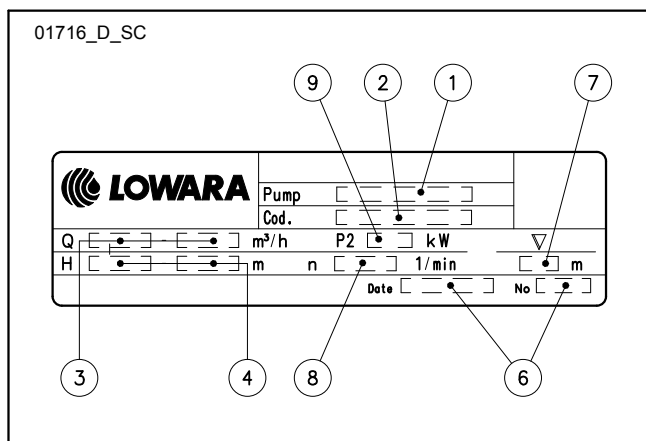 01716_D_SC
9 2 1 7
LOWARA
Pump
Cod.
Q - m³/h P2 kW
H - m n 1/min m
Date No
3 4 8 6